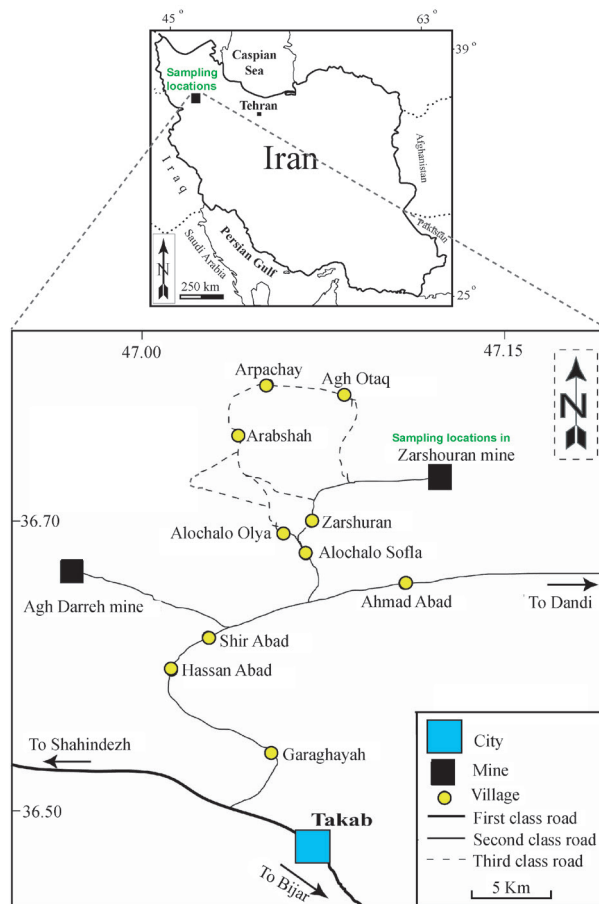 45°
63°
39°
Caspian
Sea
Sampling
locations
Tehran
Iran
Iraq
Afghanistan
Pakistan
Saudi Arabia
Persian Gulf
N
250 km
25°
47.00
47.15
Arpachay
Agh Otaq
N
Arabshah
Sampling locations in
Zarshouran mine
36.70
Zarshuran
Alochalo Olya
Alochalo Sofla
Agh Darreh mine
Ahmad Abad
To Dandi
Shir Abad
Hassan Abad
To Shahindezh
Garaghayah
36.50
Takab
To Bijar
City
Mine
Village
First class road
Second class road
Third class road
5 Km